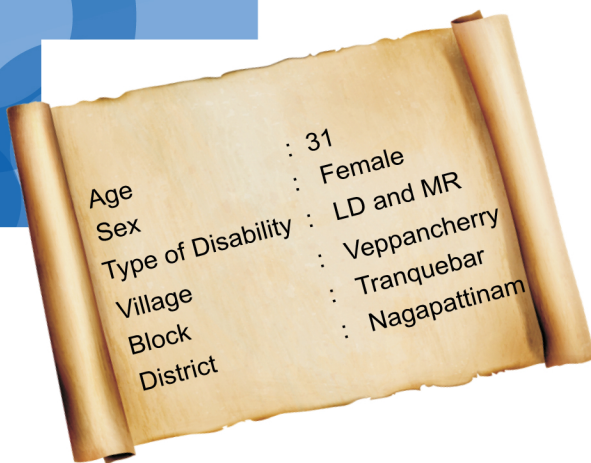 Age : 31
Sex : Female
Type of Disability : LD and MR
Village : Veppancherry
Block : Tranquebar
District : Nagapattinam